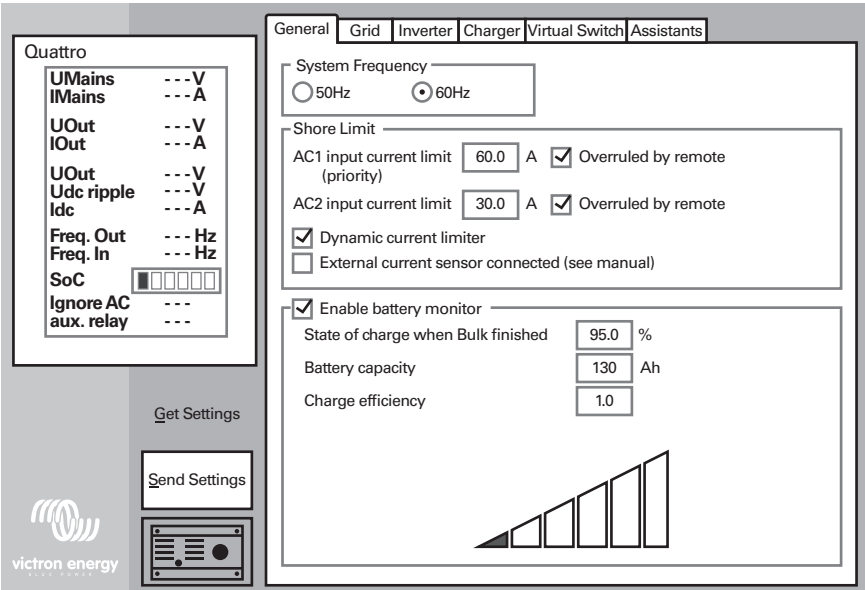 Quattro
UMains ---V
IMains ---A
UOut ---V
IOut ---A
UOut ---V
Udc ripple ---V
Idc ---A
Freq. Out --- Hz
Freq. In --- Hz
SoC
Ignore AC ---
aux. relay ---
Get Settings
Send Settings
victron energy
BLUE POWER
General Grid Inverter Charger Virtual Switch Assistants
System Frequency
50Hz 60Hz
Shore Limit
AC1 input current limit 60.0 A Overruled by remote
(priority)
AC2 input current limit 30.0 A Overruled by remote
Dynamic current limiter
External current sensor connected (see manual)
Enable battery monitor
State of charge when Bulk finished 95.0 %
Battery capacity 130 Ah
Charge efficiency 1.0